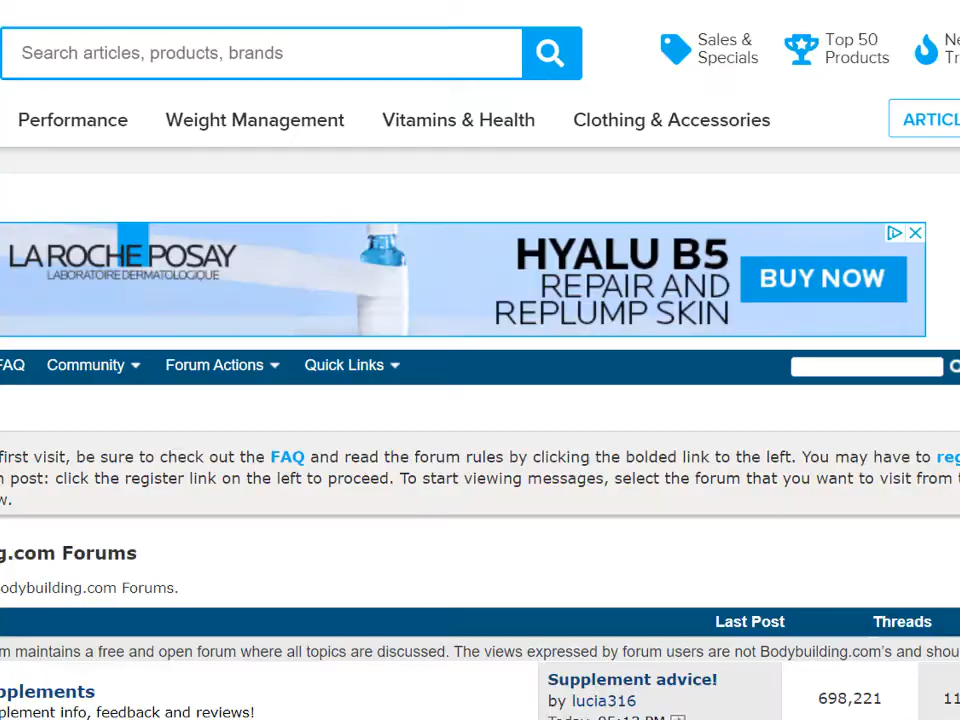 Search articles, products, brands
Sales &
Specials
Top 50
Products
Performance
Weight Management
Vitamins & Health
Clothing & Accessories
LA ROCHE POSAY
LABORATOIRE DERMATOLOGIQUE
HYALU B5
REPAIR AND
REPLUMP SKIN
BUY NOW
FAQ
Community
Forum Actions
Quick Links
first visit, be sure to check out the FAQ and read the forum rules by clicking the bolded link to the left. You may have to reg
post: click the register link on the left to proceed. To start viewing messages, select the forum that you want to visit from
w.
g.com Forums
odybuilding.com Forums.
Last Post
Threads
m maintains a free and open forum where all topics are discussed. The views expressed by forum users are not Bodybuilding.com's and shou
pplements
plement info, feedback and reviews!
Supplement advice!
by lucia316
Today, 05:12 PM
698,221